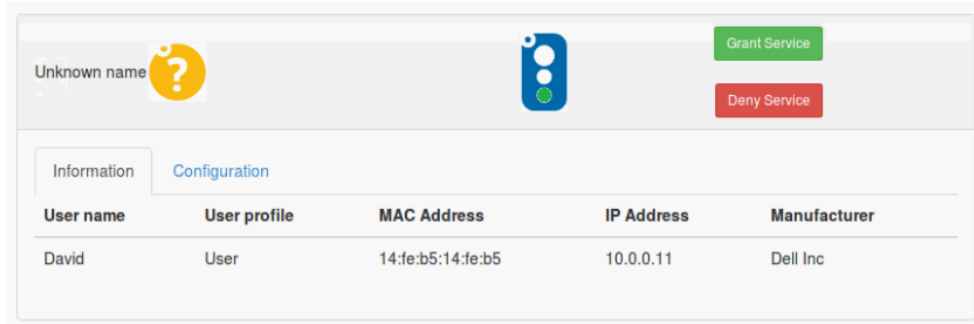 Grant Service
Unknown name ?
Deny Service
Information Configuration
User name User profile MAC Address IP Address Manufacturer
David User 14:fe:b5:14:fe:b5 10.0.0.11 Dell Inc